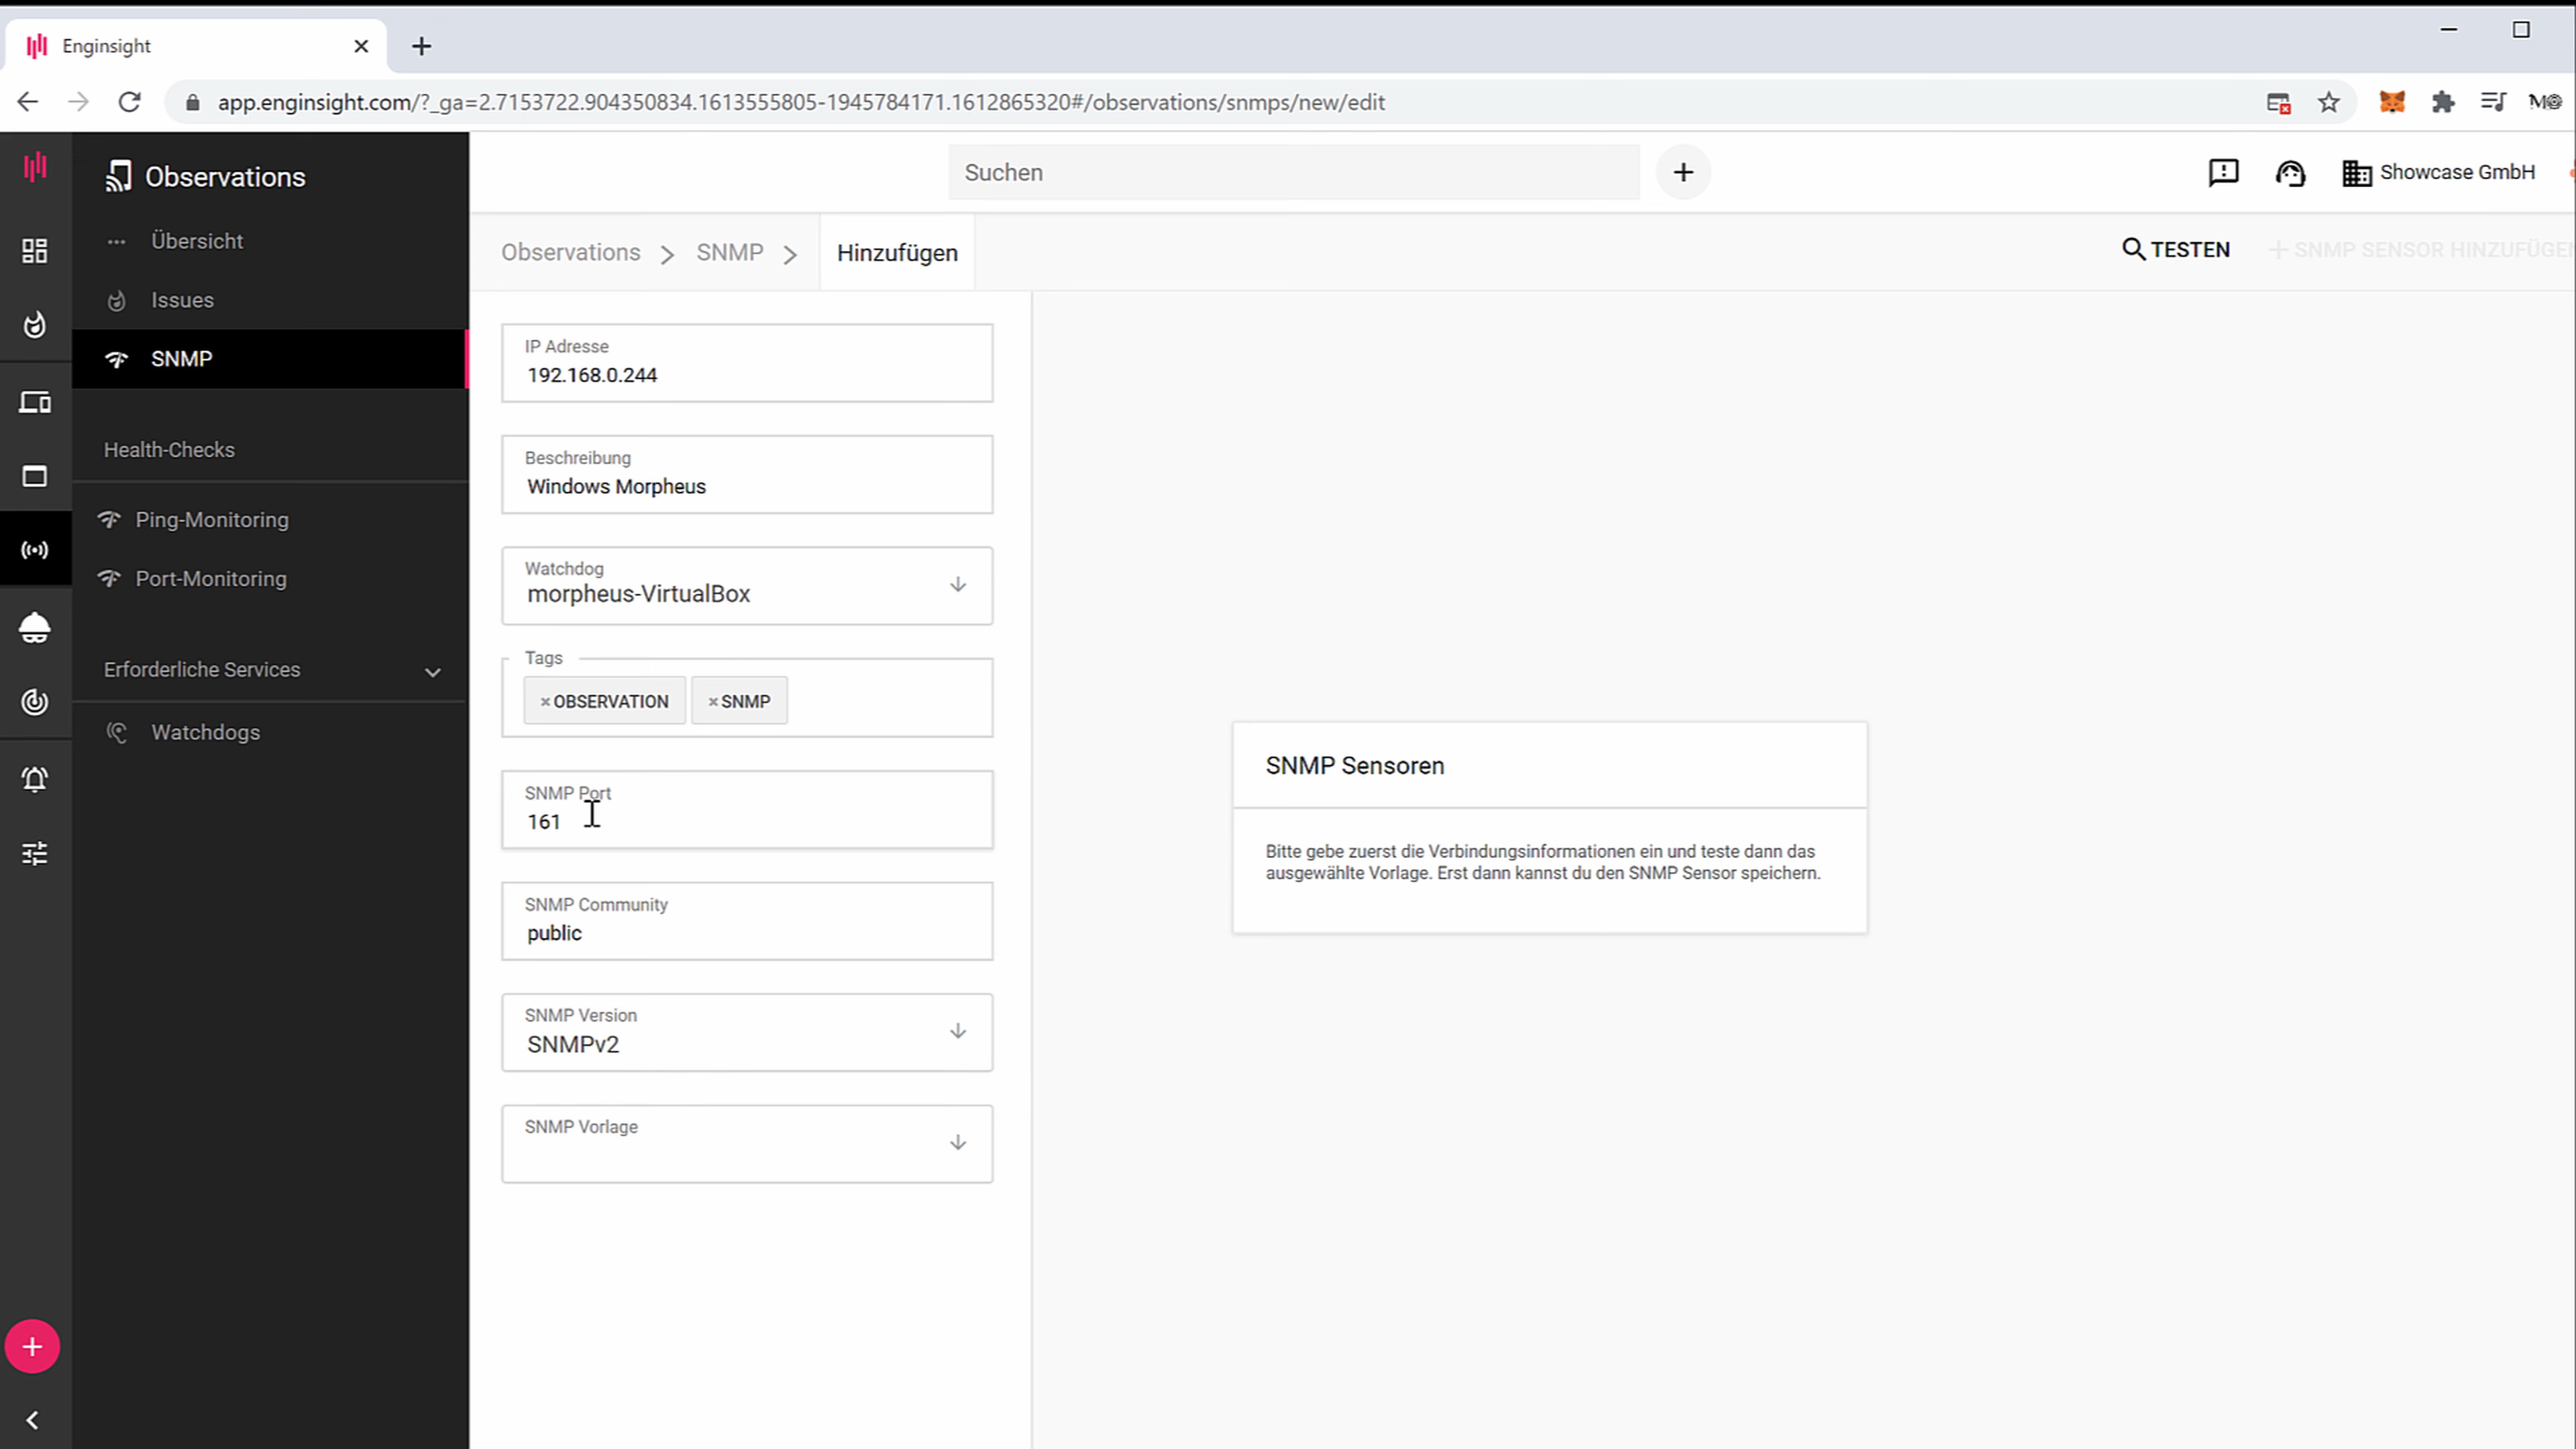 Enginsight
app.enginsight.com/?_ga=2.7153722.904350834.1613555805-1945784171.1612865320#/observations/snmps/new/edit
Observations
Übersicht
Issues
SNMP
Health-Checks
Ping-Monitoring
Port-Monitoring
Erforderliche Services
Watchdogs
Suchen
Showcase GmbH
Observations
SNMP
Hinzufügen
TESTEN
SNMP SENSOR HINZUFÜGEN
IP Adresse
192.168.0.244
Beschreibung
Windows Morpheus
Watchdog
morpheus-VirtualBox
Tags
× OBSERVATION × SNMP
SNMP Port
161
SNMP Community
public
SNMP Version
SNMPv2
SNMP Vorlage
SNMP Sensoren
Bitte gebe zuerst die Verbindungsinformationen ein und teste dann das
ausgewählte Vorlage. Erst dann kannst du den SNMP Sensor speichern.